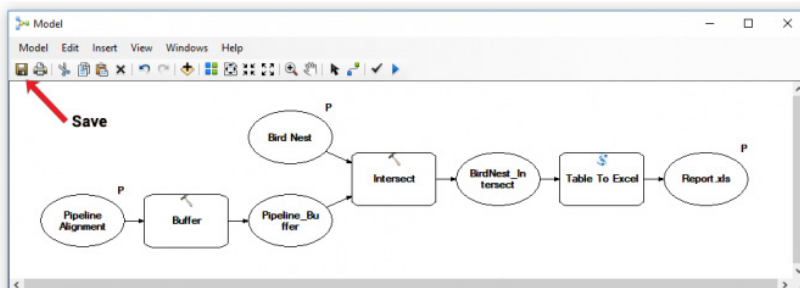 Model
Model Edit Insert View Windows Help
Save
P
Bird Nest
P
Pipeline
Alignment
Buffer
Pipeline_Bu
ffer
Intersect
BirdNest_In
tersect
Table To Excel
P
Report.xls